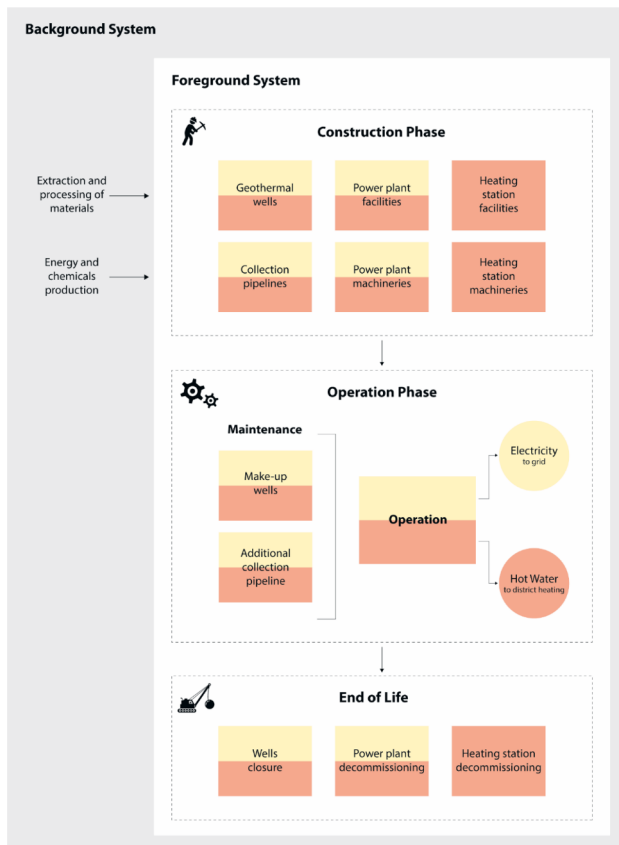 Background System
Foreground System
Construction Phase
Extraction and
processing of
materials
Energy and
chemicals
production
Geothermal
wells
Power plant
facilities
Heating
station
facilities
Collection
pipelines
Power plant
machineries
Heating
station
machineries
Operation Phase
Maintenance
Make-up
wells
Additional
collection
pipeline
Operation
Electricity
to grid
Hot Water
to district heating
End of Life
Wells
closure
Power plant
decommissioning
Heating station
decommissioning